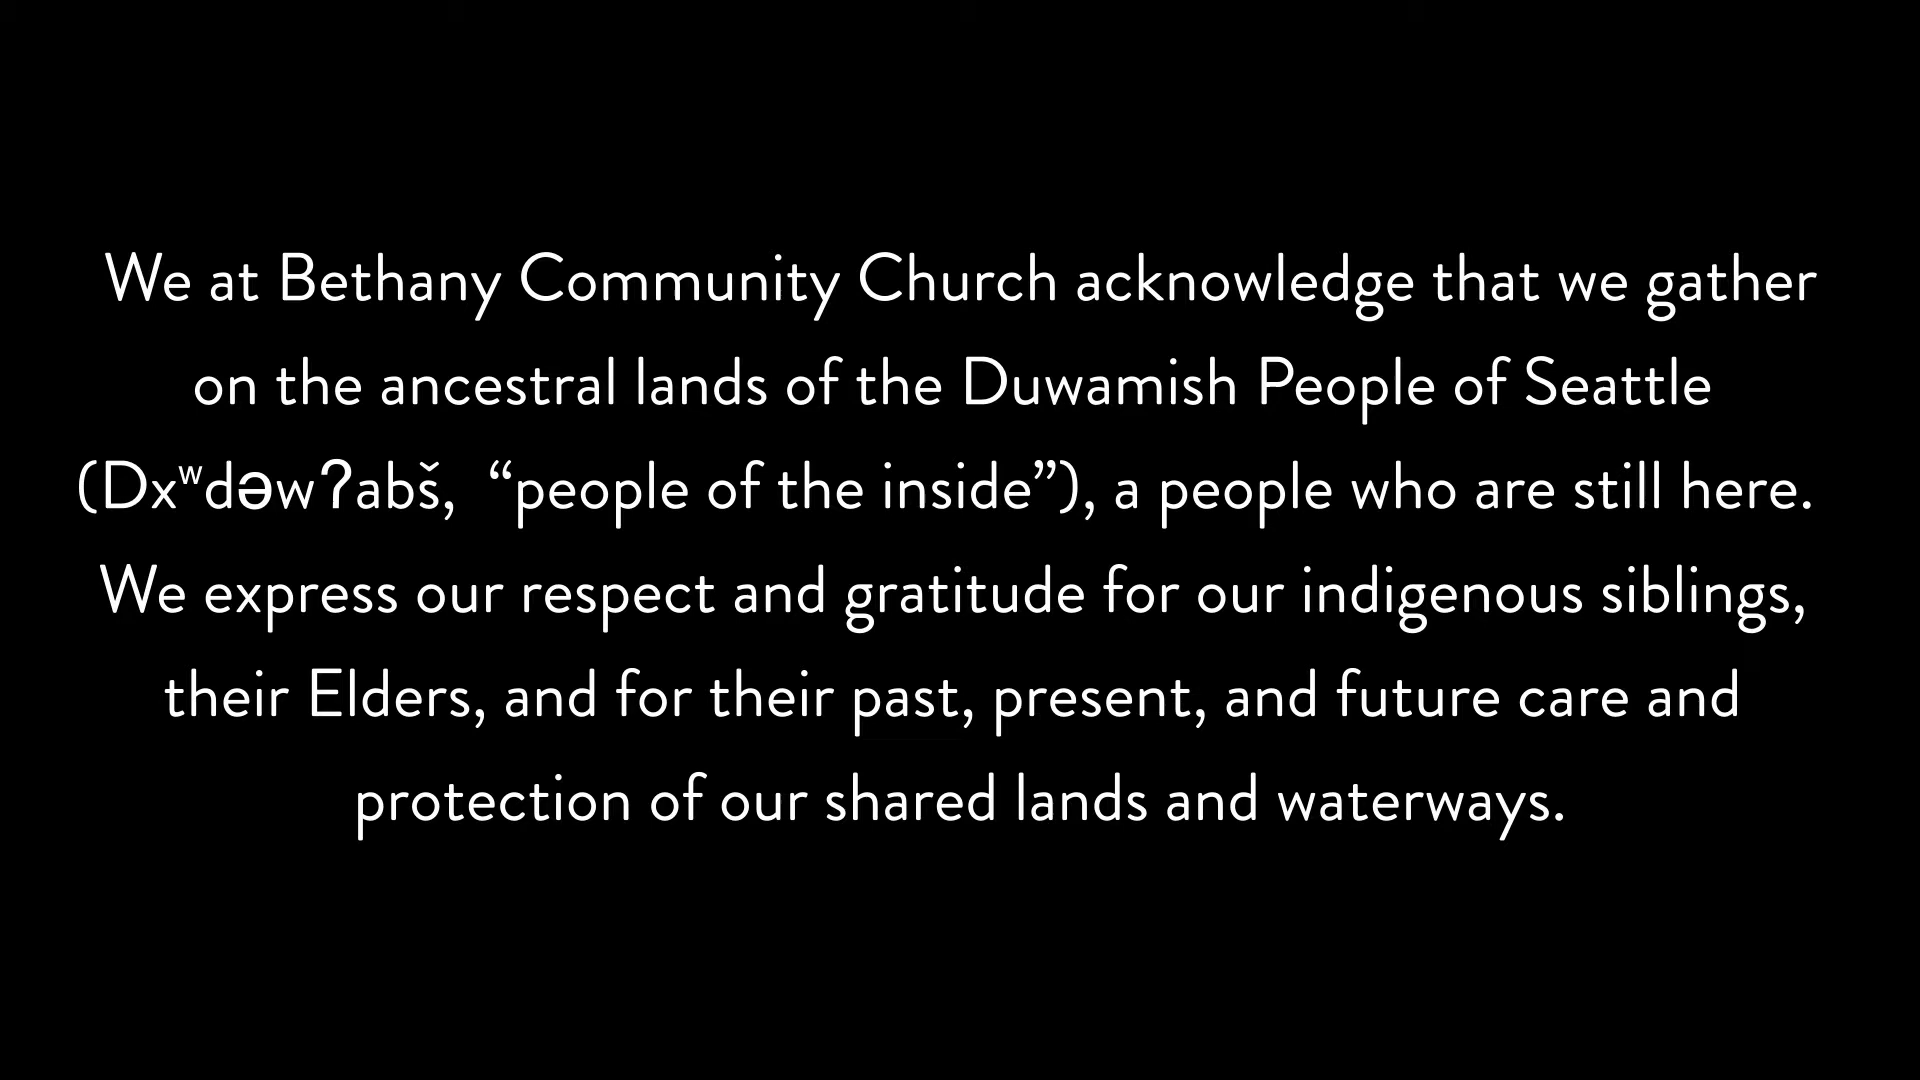 We at Bethany Community Church acknowledge that we gather
on the ancestral lands of the Duwamish People of Seattle
(Dxʷdəwʔabš,  “people of the inside”), a people who are still here.
We express our respect and gratitude for our indigenous siblings,
their Elders, and for their past, present, and future care and
protection of our shared lands and waterways.